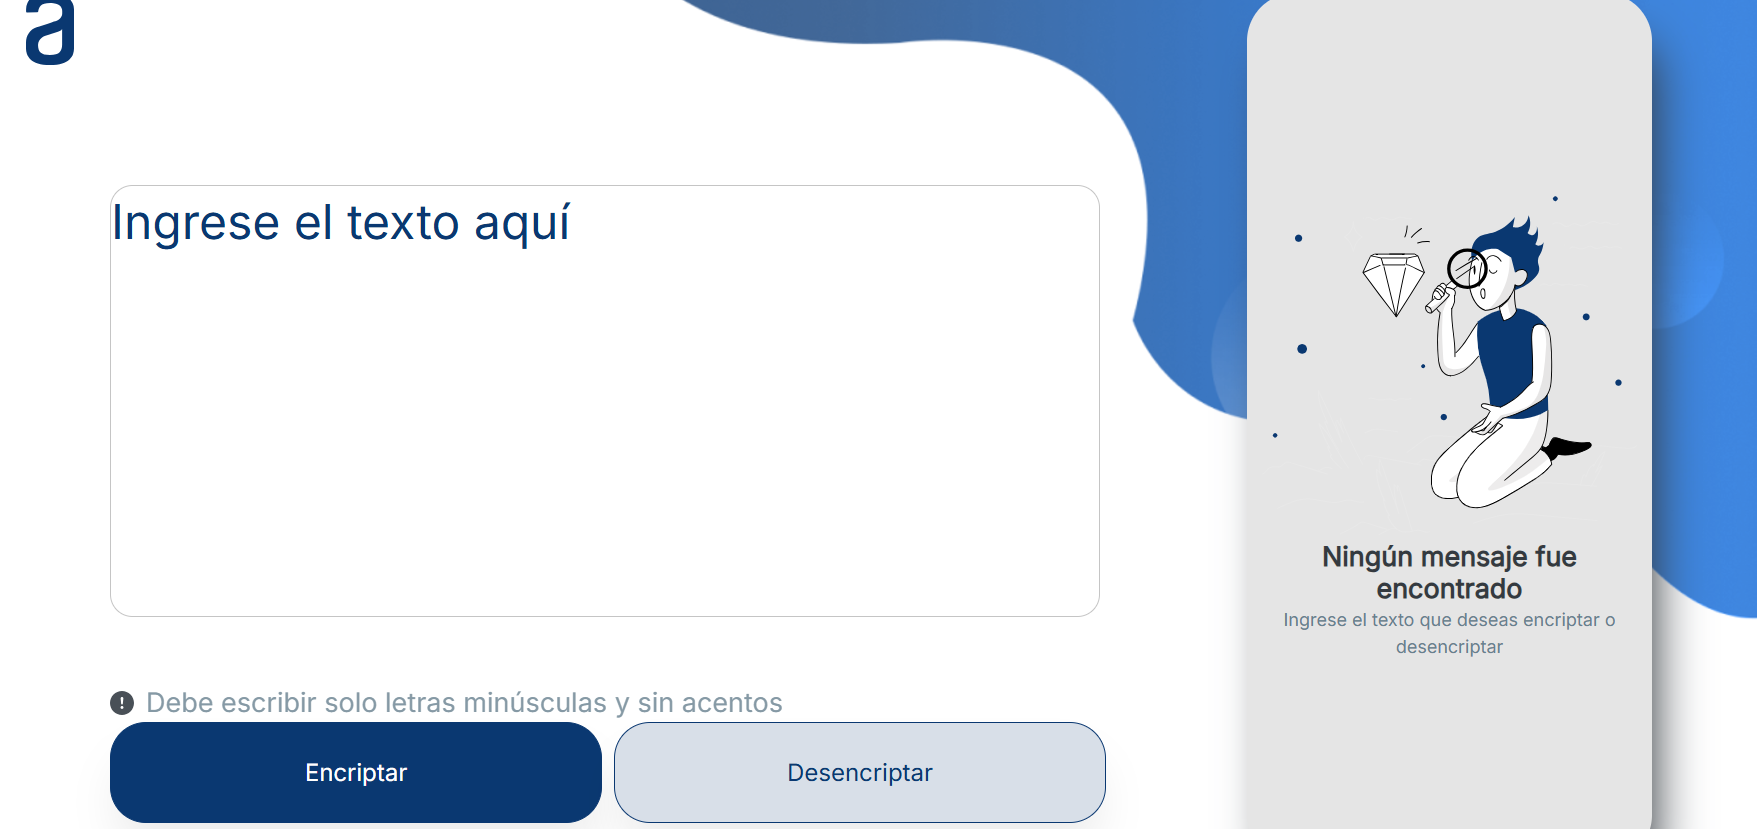 a
Ingrese el texto aquí
Debe escribir solo letras minúsculas y sin acentos
Encriptar
Desencriptar
Ningún mensaje fue
encontrado
Ingrese el texto que deseas encriptar o
desencriptar